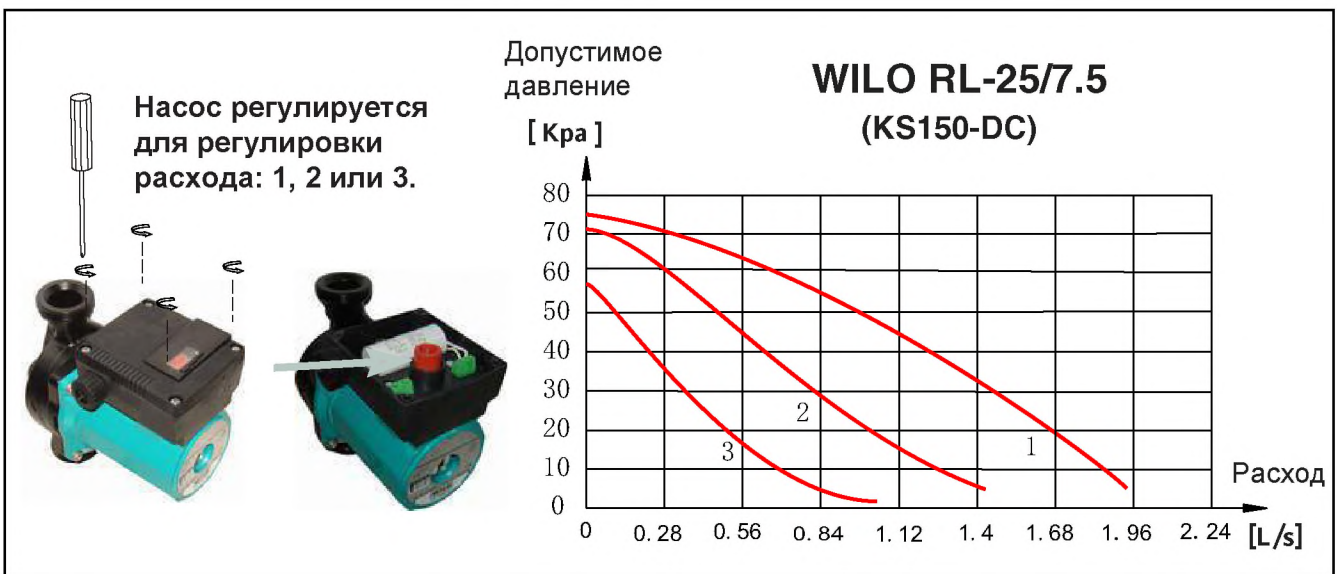 Насос регулируется
для регулировки
расхода: 1, 2 или 3.
Допустимое
давление
[ Kpa ]
WILO RL-25/7.5
(KS150-DC)
80
70
60
50
40
30
20
10
0
1
2
3
0 0.28 0.56 0.84 1.12 1.4 1.68 1.96 2.24
Расход
[L/s]